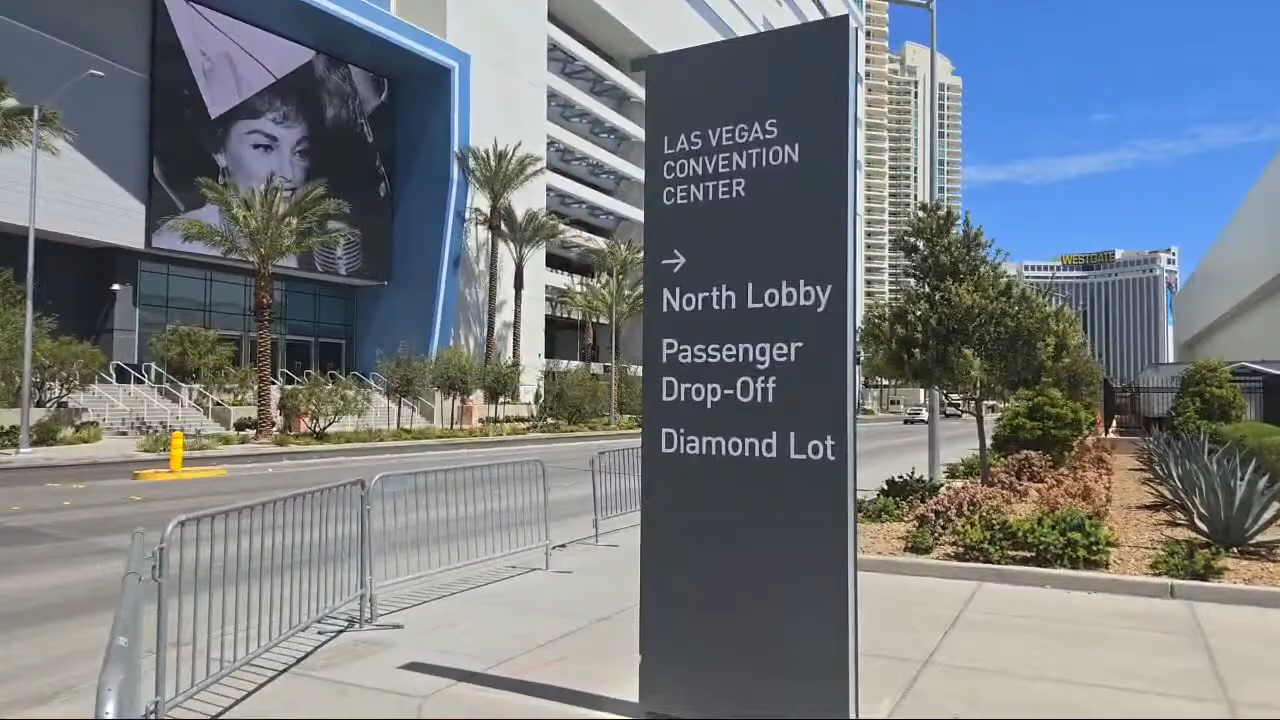 LAS VEGAS
CONVENTION
CENTER
→
North Lobby
Passenger
Drop-Off
Diamond Lot
WESTGATE